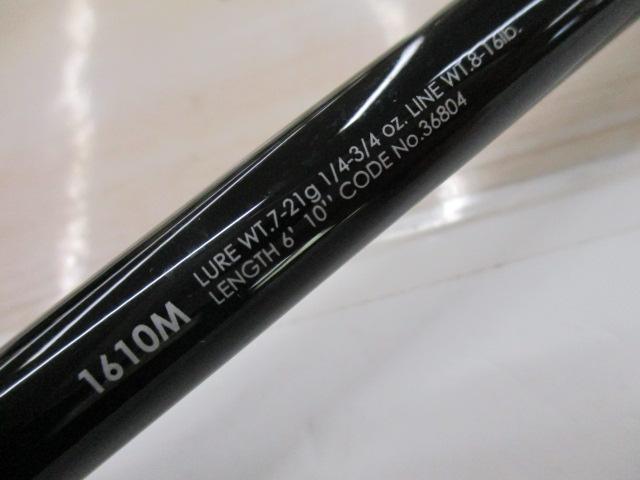 1610M
LURE WT.7-21g 1/4-3/4 oz. LINE WT.8-16lb.
LENGTH 6' 10'' CODE No.36804